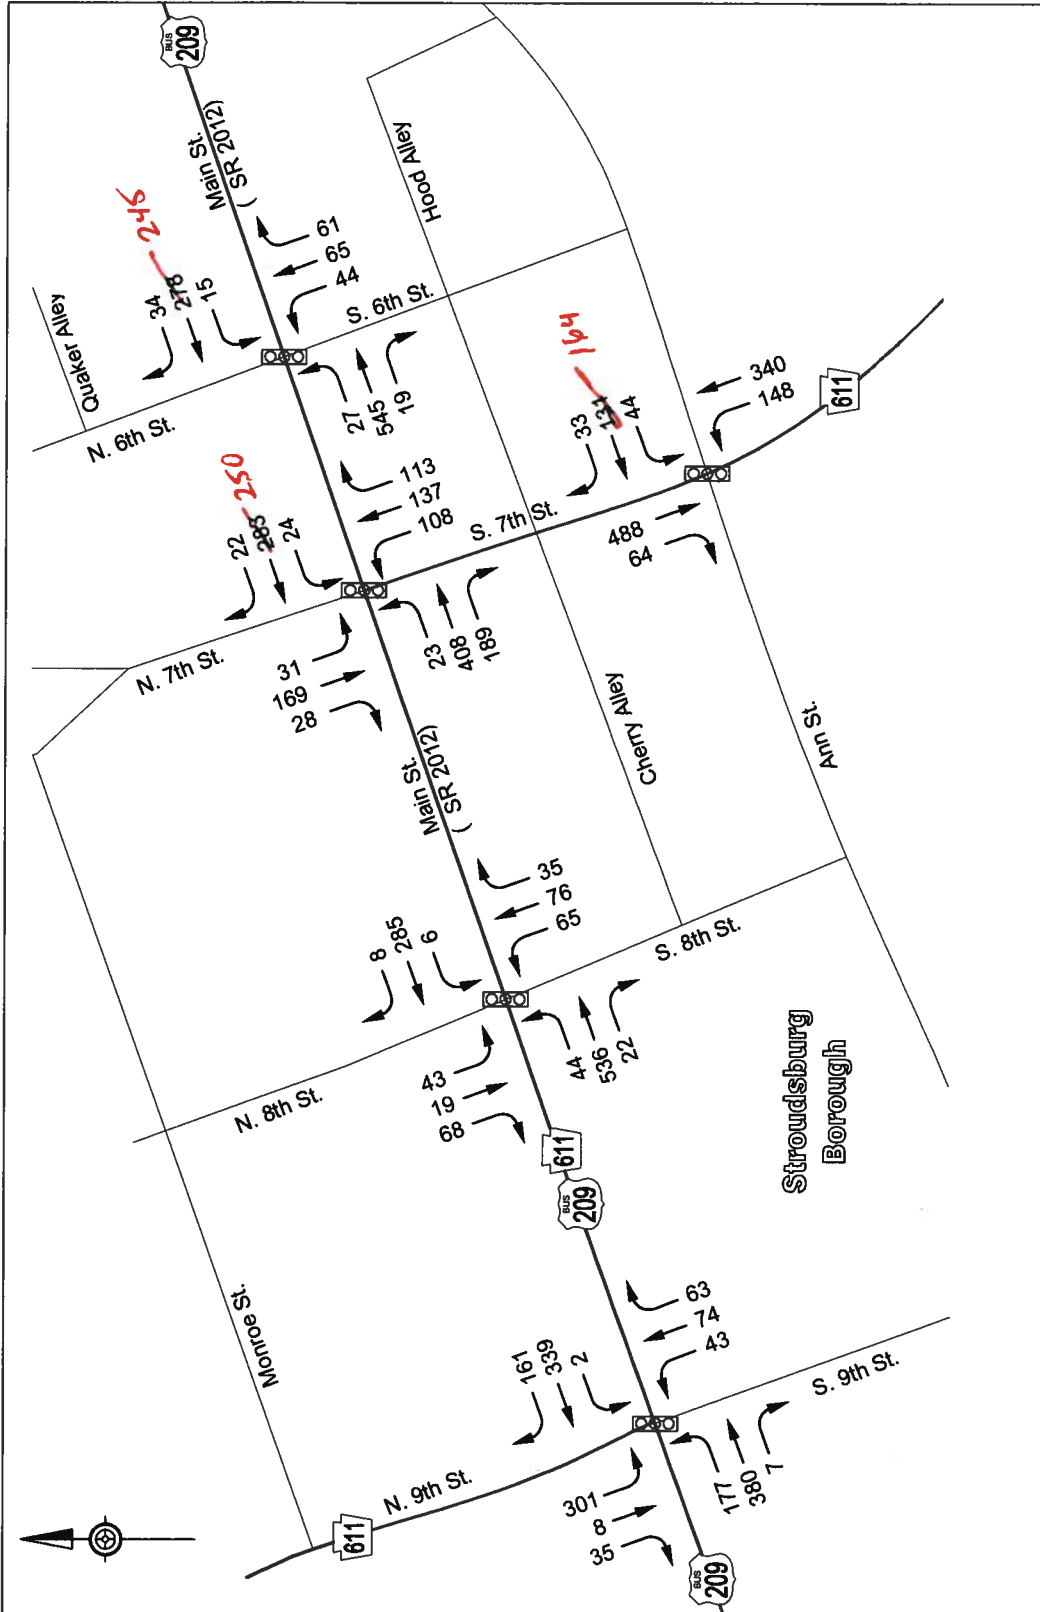 BUS
209
Main St.
( SR 2012)
Quaker Alley
N. 6th St.
34
278
245
15
61
65
44
S. 6th St.
27
545
19
Hood Alley
164
33
131
44
340
148
611
488
64
S. 7th St.
113
137
108
22
283
250
24
N. 7th St.
31
169
28
23
408
189
Main St.
( SR 2012)
Cherry Alley
Ann St.
35
76
65
S. 8th St.
8
285
6
N. 8th St.
43
19
68
44
536
22
611
BUS
209
Stroudsburg
Borough
Monroe St.
161
339
2
63
74
43
S. 9th St.
N. 9th St.
611
301
8
35
177
380
7
BUS
209